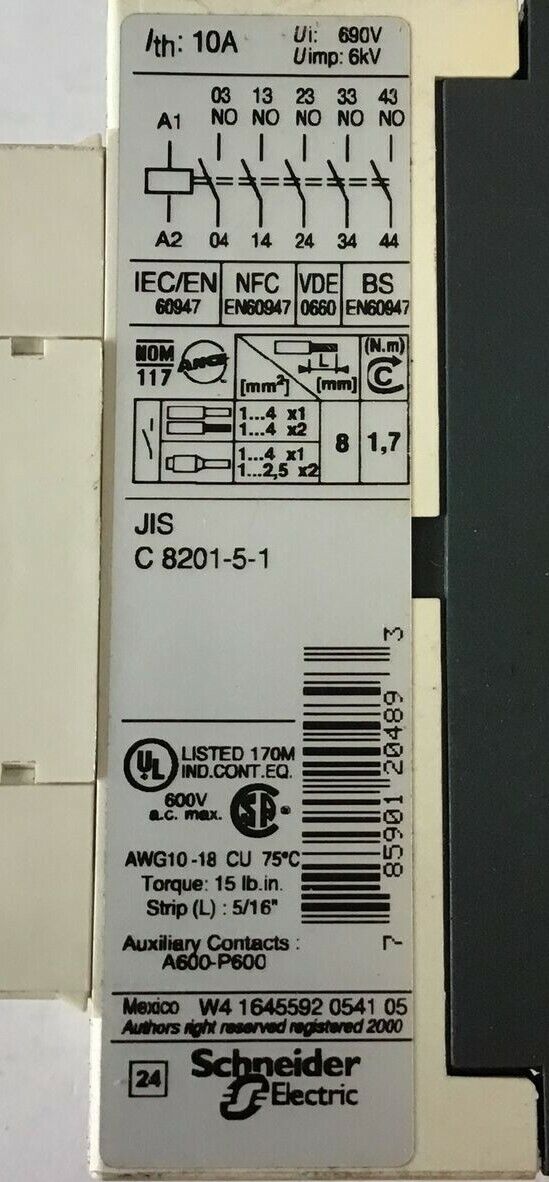 Ith: 10A
Ui: 690V
Uimp: 6kV
03 13 23 33 43
A1 NO NO NO NO NO
A2 04 14 24 34 44
IEC/EN NFC VDE BS
60947 EN60947 0660 EN60947
NOM
117
ANCE
[mm²]
L
[mm]
(N.m)
C
1...4 x1
1...4 x2
8 1,7
1...4 x1
1...2,5 x2
JIS
C 8201-5-1
UL LISTED 170M
IND.CONT.EQ.
600V
a.c. max.
CSA ®
AWG10-18 CU 75°C
Torque: 15 lb.in.
Strip (L) : 5/16"
Auxiliary Contacts :
A600-P600
7 85901 20489 3
Mexico W4 1645592 0541 05
Authors right reserved registered 2000
24 Schneider
Electric